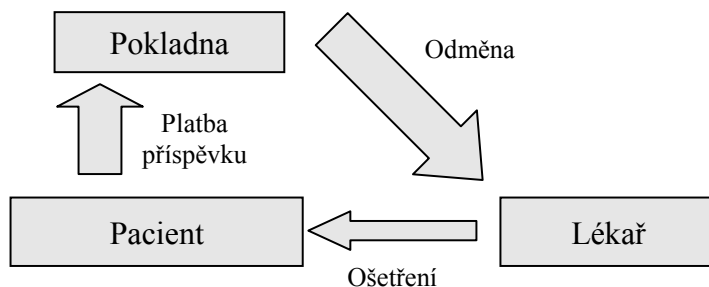 Pokladna
Odměna
Platba
příspěvku
Pacient
Lékař
Ošetření